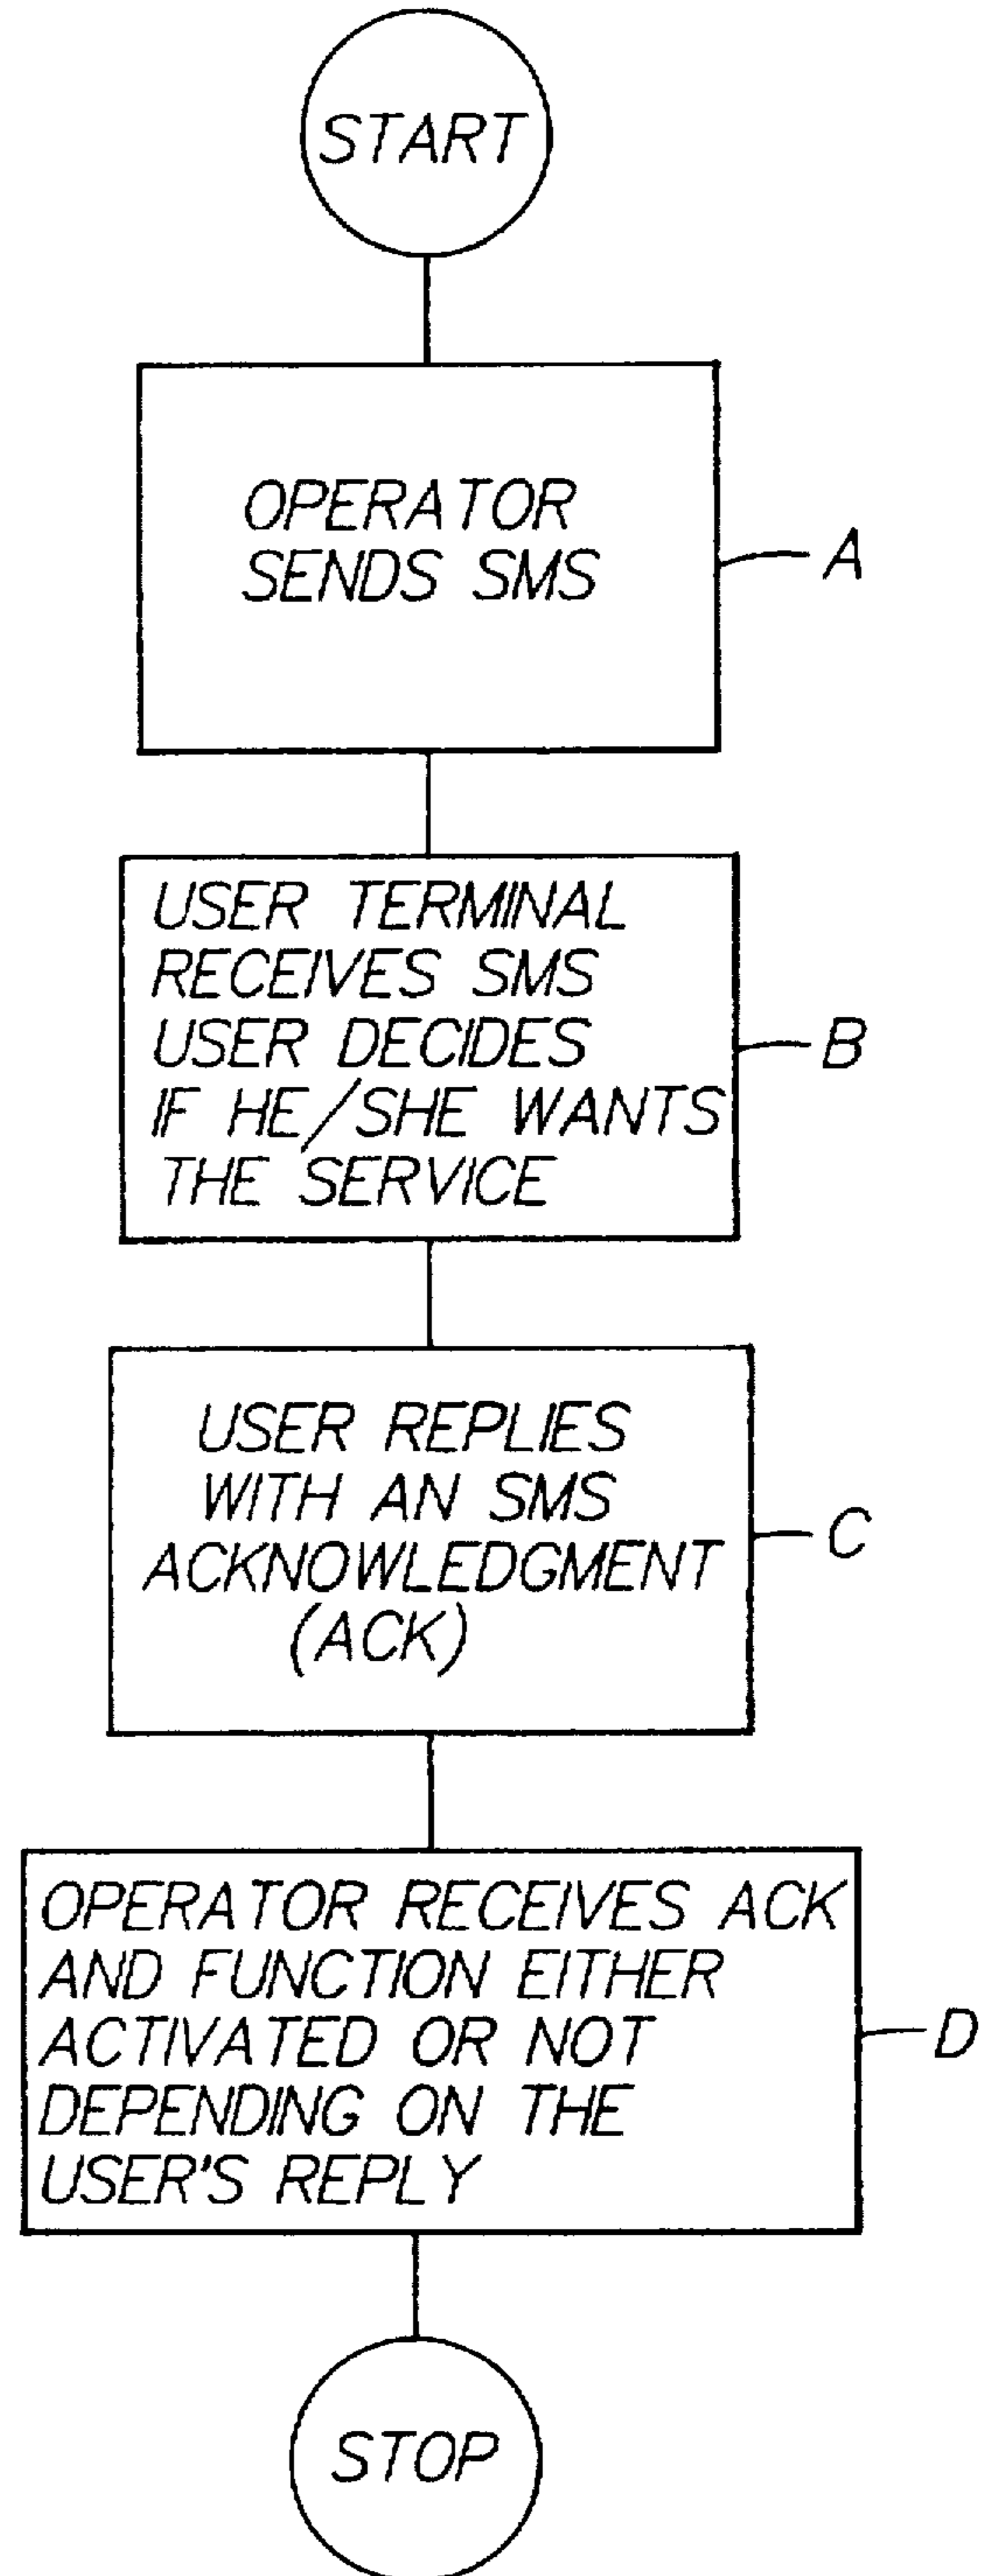 START
OPERATOR
SENDS SMS
A
USER TERMINAL
RECEIVES SMS
USER DECIDES
IF HE/SHE WANTS
THE SERVICE
B
USER REPLIES
WITH AN SMS
ACKNOWLEDGMENT
(ACK)
C
OPERATOR RECEIVES ACK
AND FUNCTION EITHER
ACTIVATED OR NOT
DEPENDING ON THE
USER'S REPLY
D
STOP